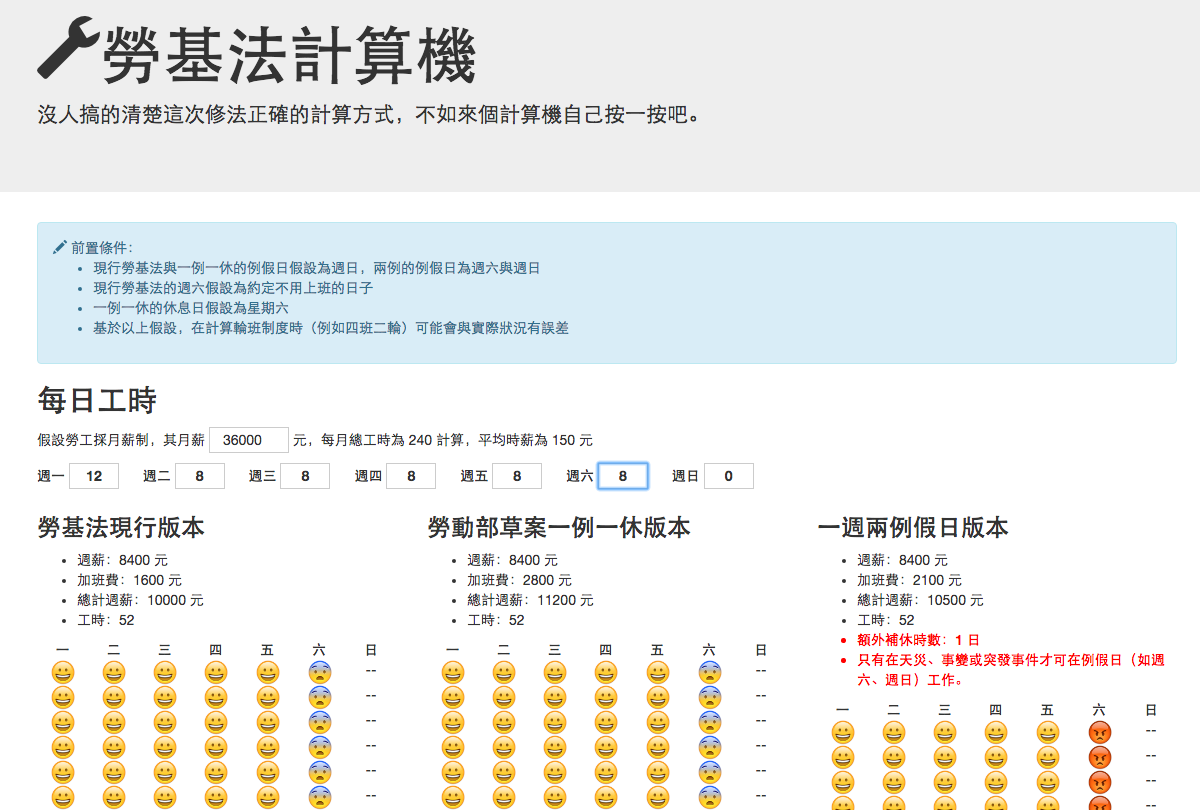 勞基法計算機
沒人搞的清楚這次修法正確的計算方式，不如來個計算機自己按一按吧。
前置條件：
現行勞基法與一例一休的例假日假設為週日，兩例的例假日為週六與週日
現行勞基法的週六假設為約定不用上班的日子
一例一休的休息日假設為星期六
基於以上假設，在計算輪班制度時（例如四班二輪）可能會與實際狀況有誤差
每日工時
假設勞工採月薪制，其月薪 36000 元，每月總工時為 240 計算，平均時薪為 150 元
週一 12 週二 8 週三 8 週四 8 週五 8 週六 8 週日 0
勞基法現行版本
週薪：8400 元
加班費：1600 元
總計週薪：10000 元
工時：52
一 二 三 四 五 六 日
--
--
--
--
--
--
勞動部草案一例一休版本
週薪：8400 元
加班費：2800 元
總計週薪：11200 元
工時：52
一 二 三 四 五 六 日
--
--
--
--
--
--
一週兩例假日版本
週薪：8400 元
加班費：2100 元
總計週薪：10500 元
工時：52
額外補休時數：1 日
只有在天災、事變或突發事件才可在例假日（如週
六、週日）工作。
一 二 三 四 五 六 日
--
--
--
--